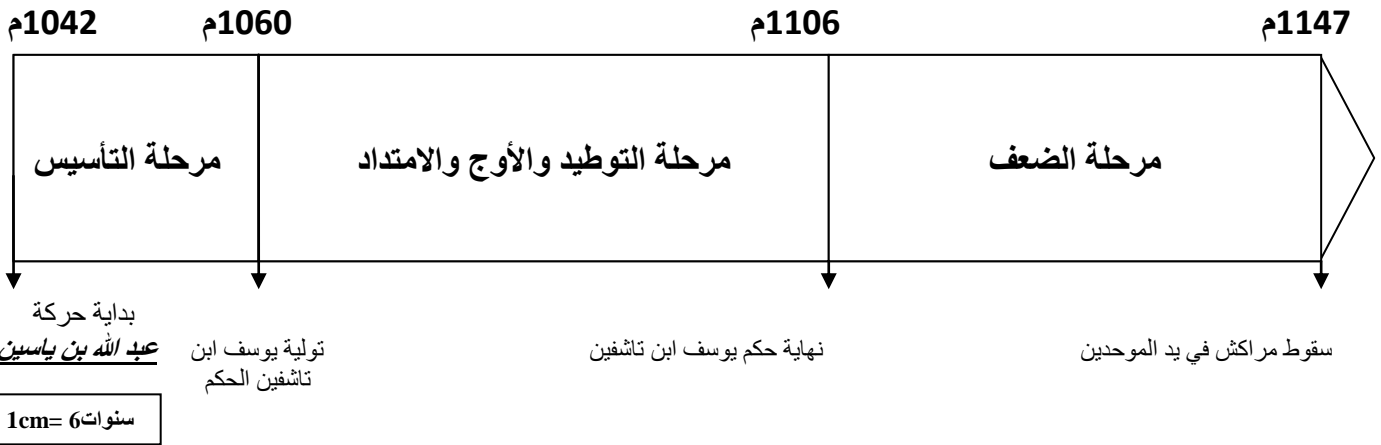 1042م
1060م
1106م
1147م
مرحلة التأسيس
مرحلة التوطيد والأوج والامتداد
مرحلة الضعف
بداية حركة
عبد الله بن ياسين
تولية يوسف ابن
تاشفين الحكم
نهاية حكم يوسف ابن تاشفين
سقوط مراكش في يد الموحدين
1cm= 6سنوات